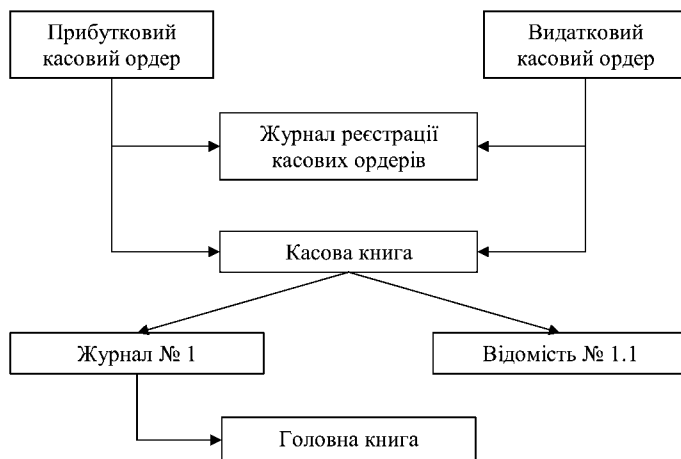 Прибутковий
касовий ордер
Видатковий
касовий ордер
Журнал реєстрації
касових ордерів
Касова книга
Журнал № 1
Відомість № 1.1
Головна книга